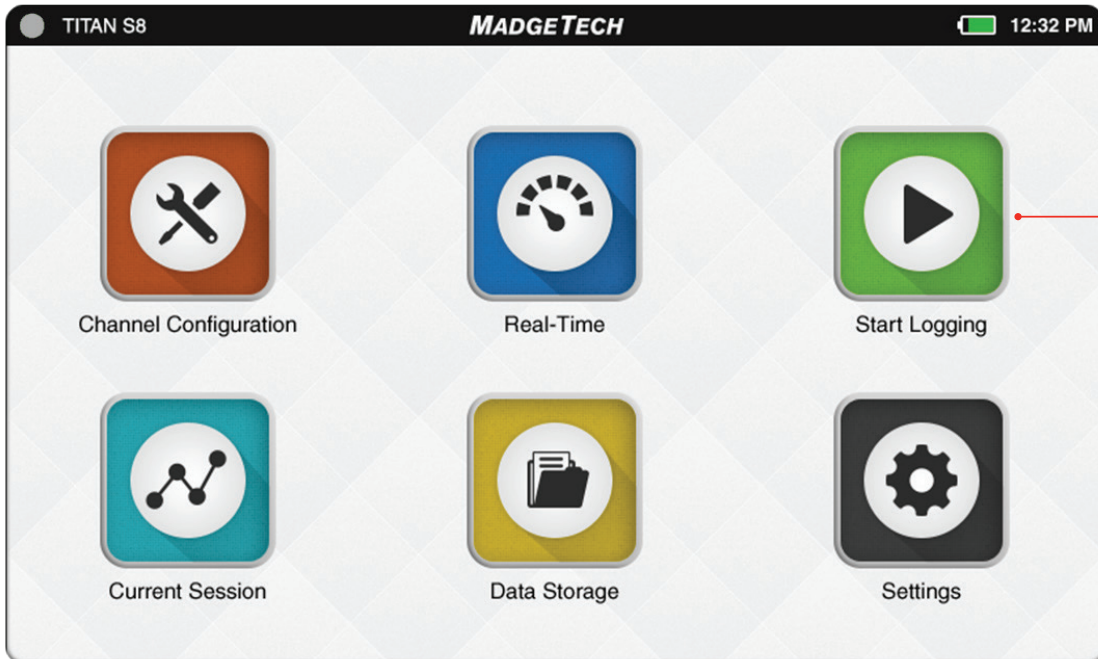 TITAN S8 MADGETECH 12:32 PM
Channel Configuration Real-Time Start Logging
Current Session Data Storage Settings